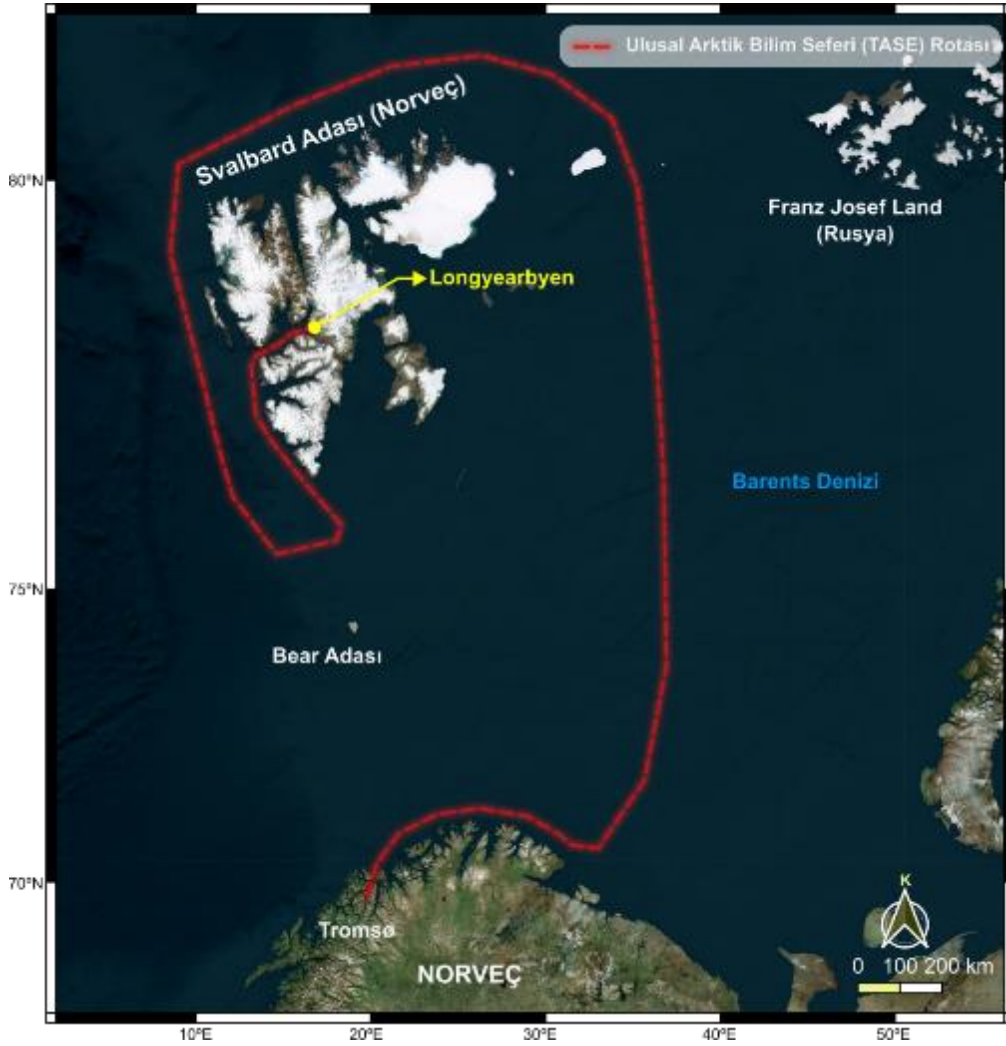 Ulusal Arktik Bilim Seferi (TASE) Rotası
Svalbard Adası (Norveç)
80°N
Franz Josef Land
(Rusya)
Longyearbyen
Barents Denizi
75°N
Bear Adası
70°N
K
Tromsø
0 100 200 km
NORVEÇ
10°E 20°E 30°E 40°E 50°E